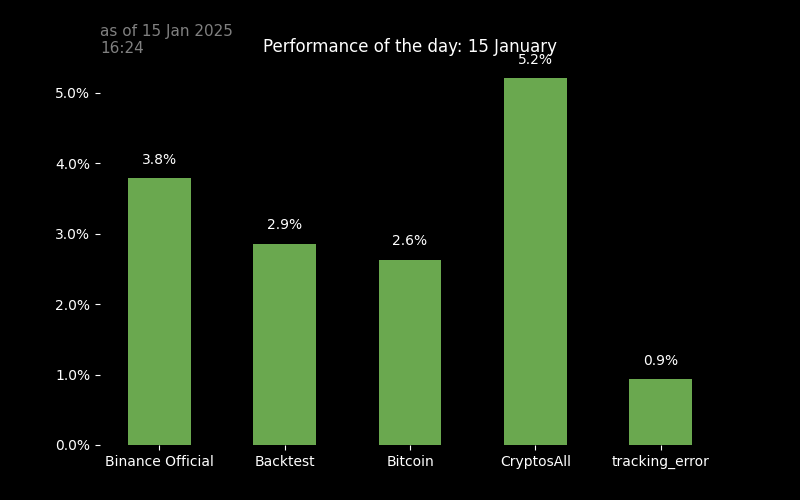 as of 15 Jan 2025
16:24
Performance of the day: 15 January
5.2%
5.0%
4.0%
3.8%
3.0%
2.9%
2.6%
2.0%
1.0%
0.9%
0.0%
Binance Official
Backtest
Bitcoin
CryptosAll
tracking_error